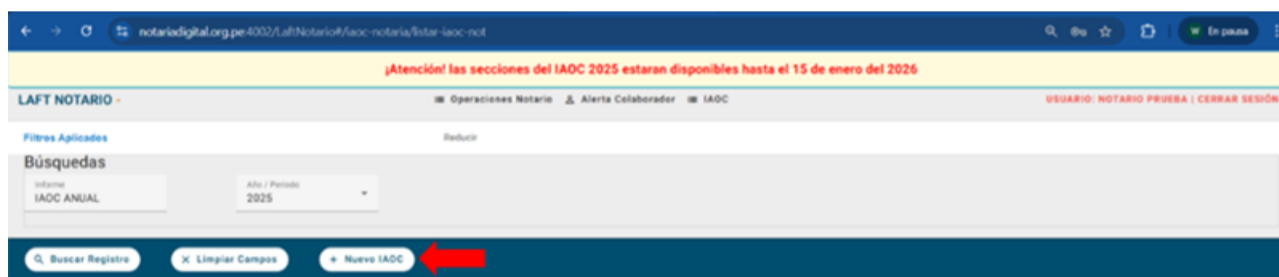 notariadigital.org.pe:4002/LaftNotario#/iaoc-notaria/listar-iaoc-not
En pausa
¡Atención! las secciones del IAOC 2025 estaran disponibles hasta el 15 de enero del 2026
LAFT NOTARIO
Operaciones Notario Alerta Colaborador IAOC
USUARIO: NOTARIO PRUEBA | CERRAR SESIÓN
Filtros Aplicados
Reducir
Búsquedas
Informe
IAOC ANUAL
Año / Periodo
2025
Buscar Registro
Limpiar Campos
+ Nuevo IAOC